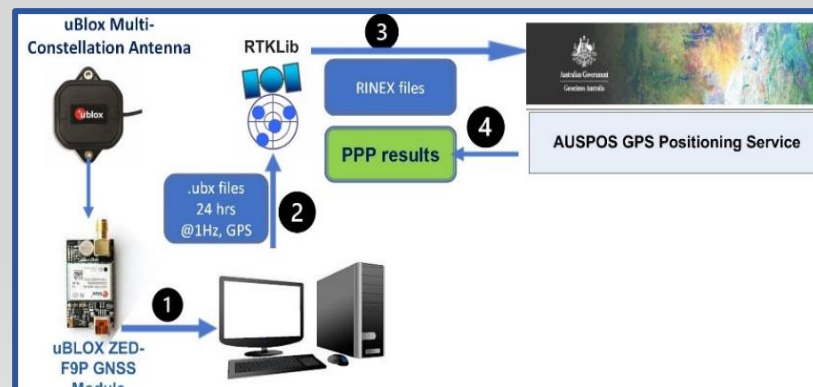 uBlox Multi-
Constellation Antenna
ublox
RTKLib
3
RINEX files
Australian Government
Geoscience Australia
4
PPP results
AUSPOS GPS Positioning Service
.ubx files
24 hrs
@1Hz, GPS
2
1
uBLOX ZED-
F9P GNSS
Module